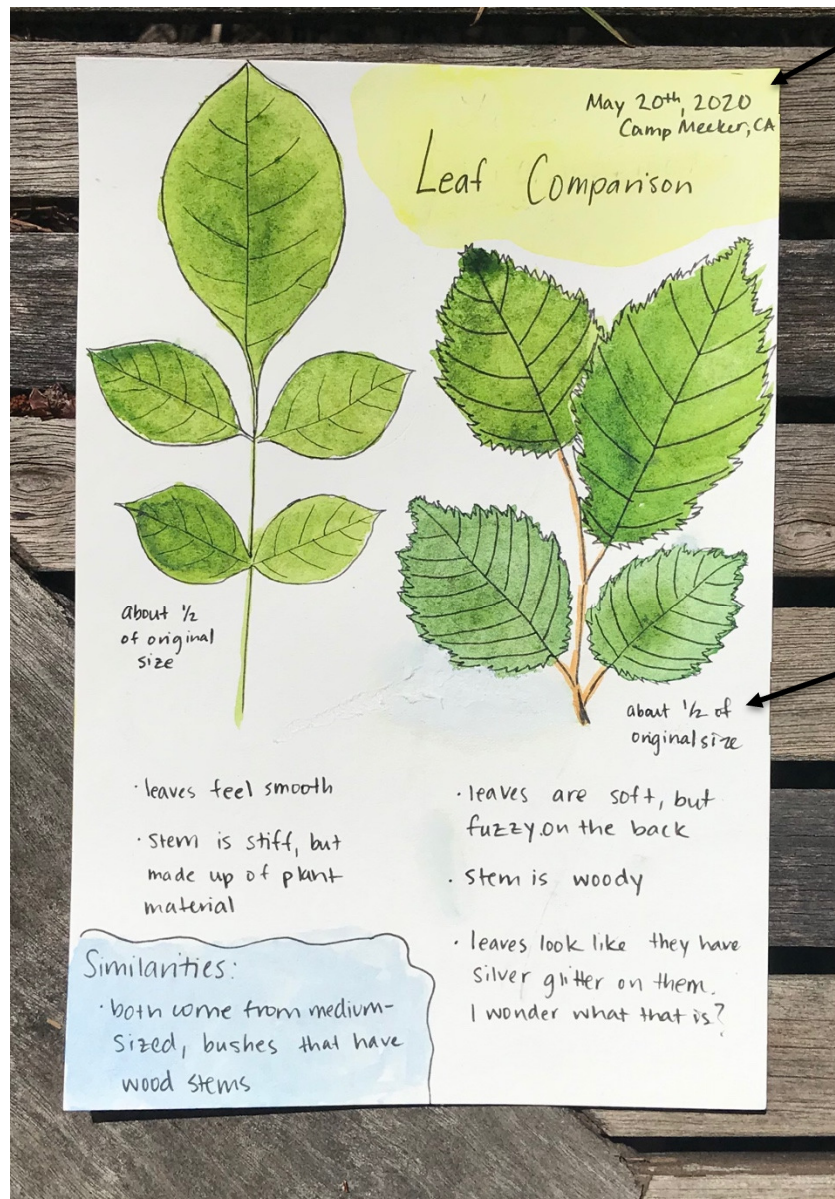 May 20th, 2020
Camp Meeker, CA
Leaf Comparison
about 1/2
of original
size
about 1/2 of
original size
· leaves feel smooth
· stem is stiff, but
made up of plant
material
· leaves are soft, but
fuzzy on the back
· stem is woody
· leaves look like they have
silver glitter on them.
I wonder what that is?
Similarities:
· both come from medium-
sized, bushes that have
wood stems